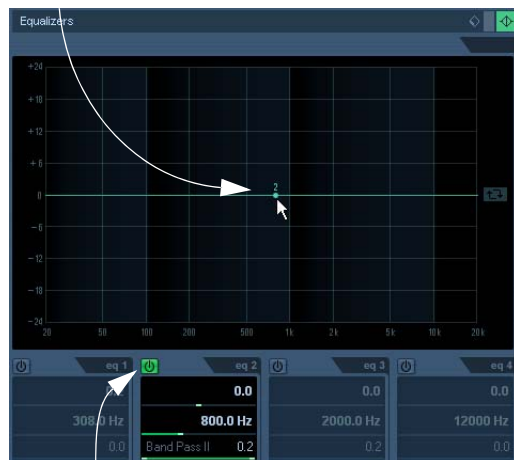 Equalizers
+24
+18
+12
+6
0
-6
-12
-18
-24
2
20 50 100 200 500 1k 2k 5k 10k 20k
eq 1 eq 2 eq 3 eq 4
0.2 0.0 0.0 0.0
308.0 Hz 800.0 Hz 2000.0 Hz 12000 Hz
0.0 Band Pass II 0.2 0.2 0.0